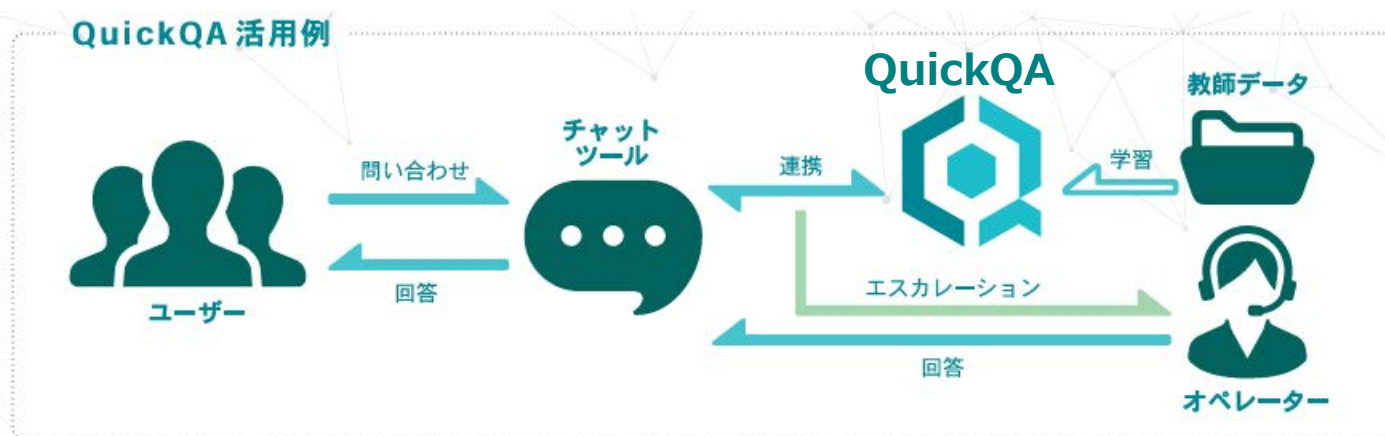 QuickQA 活用例
QuickQA
教師データ
チャット
ツール
問い合わせ
連携
学習
回答
エスカレーション
ユーザー
回答
オペレーター